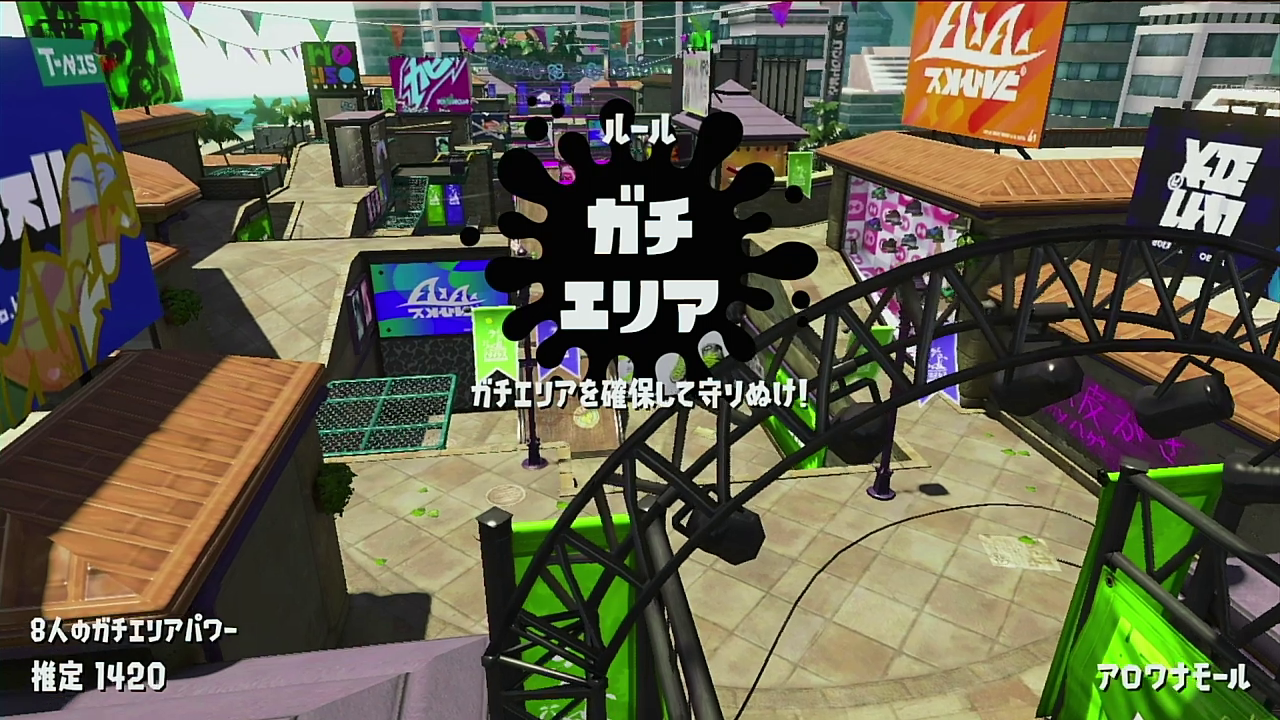 ルール
ガチ
エリア
ガチエリアを確保して守りぬけ!
8人のガチエリアパワー
推定 1420
アロワナモール